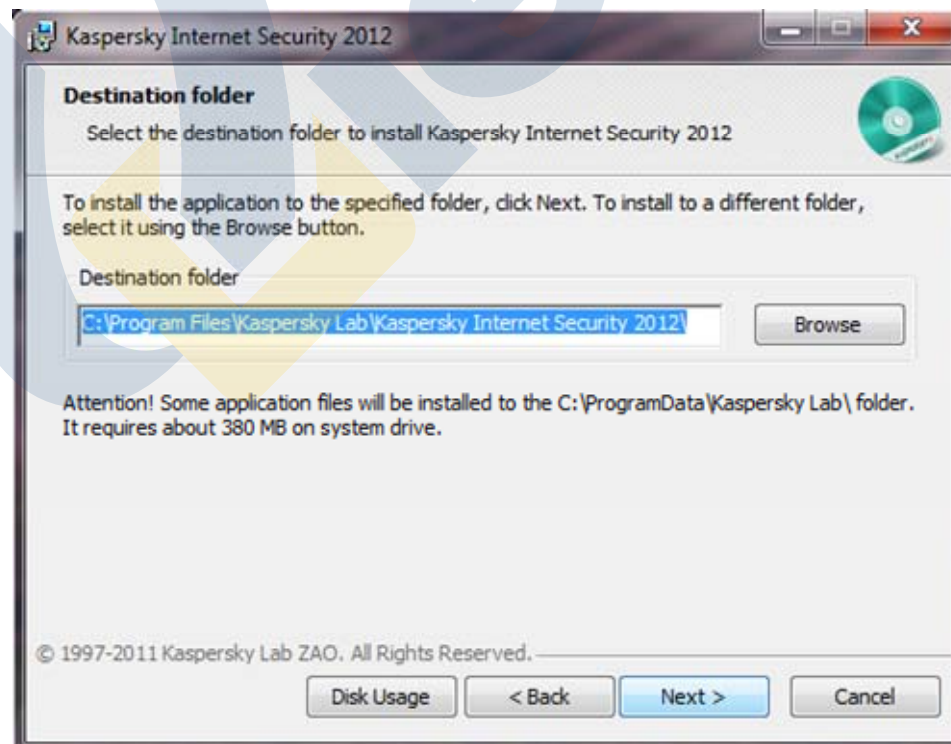 Kaspersky Internet Security 2012
Destination folder
Select the destination folder to install Kaspersky Internet Security 2012
To install the application to the specified folder, click Next. To install to a different folder,
select it using the Browse button.
Destination folder
C:\Program Files\Kaspersky Lab\Kaspersky Internet Security 2012\
Browse
Attention! Some application files will be installed to the C:\ProgramData\Kaspersky Lab\ folder.
It requires about 380 MB on system drive.
© 1997-2011 Kaspersky Lab ZAO. All Rights Reserved.
Disk Usage
< Back
Next >
Cancel